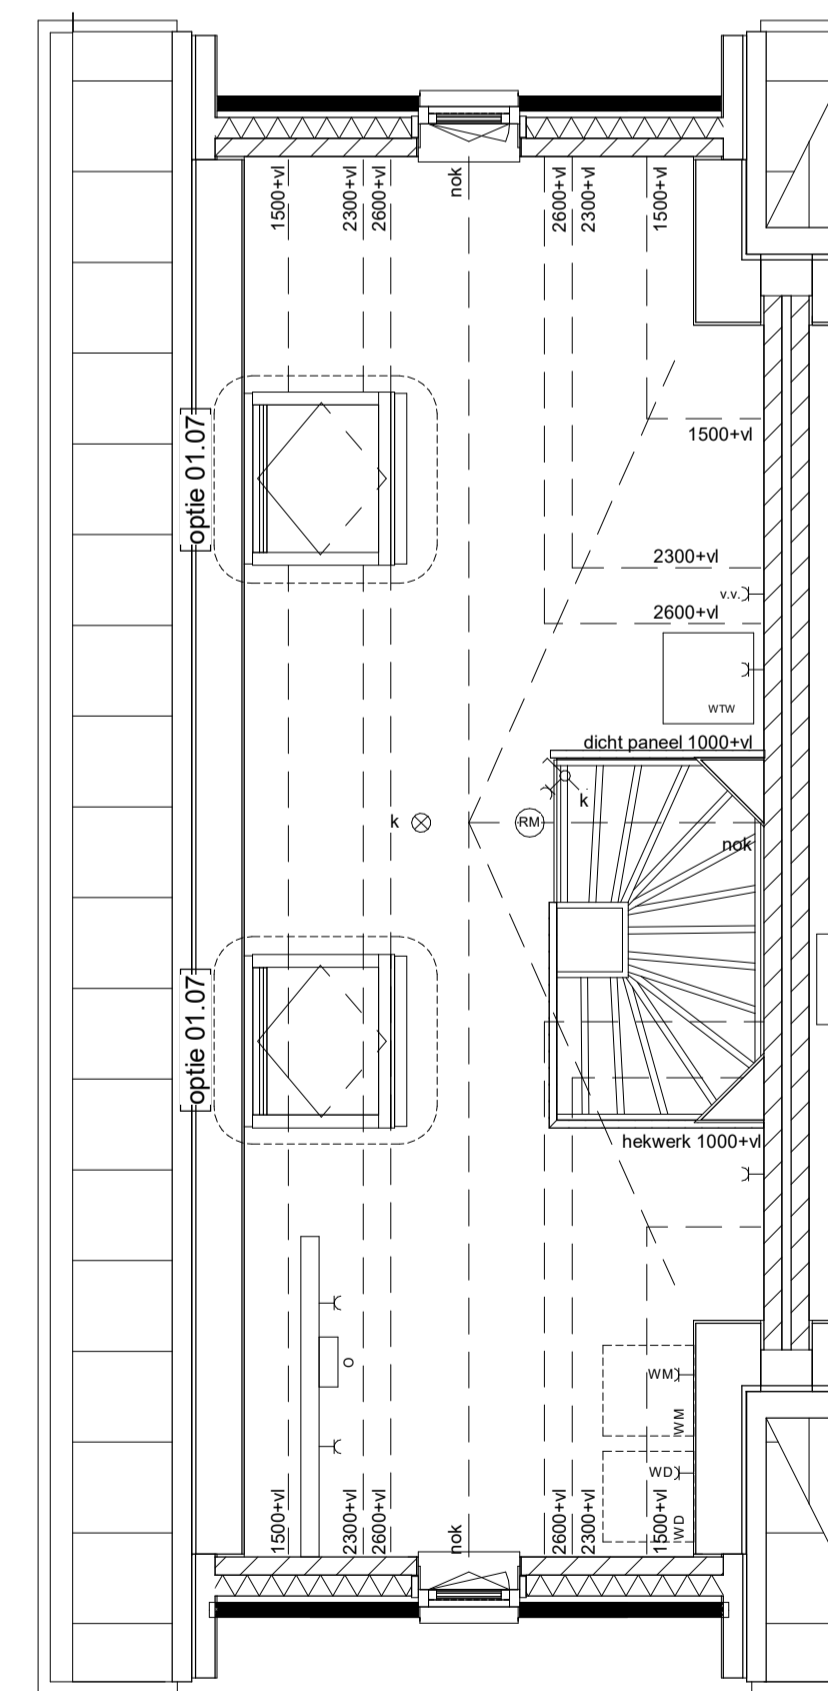 1500+vl
2300+vl
2600+vl
nok
2600+vl
2300+vl
1500+vl
optie 01.07
1500+vl
2300+vl
v.v.
2600+vl
WTW
dicht paneel 1000+vl
k
k
RM
nok
optie 01.07
hekwerk 1000+vl
O
WM
WM
WD
WD
1500+vl
2300+vl
2600+vl
nok
2600+vl
2300+vl
1500+vl